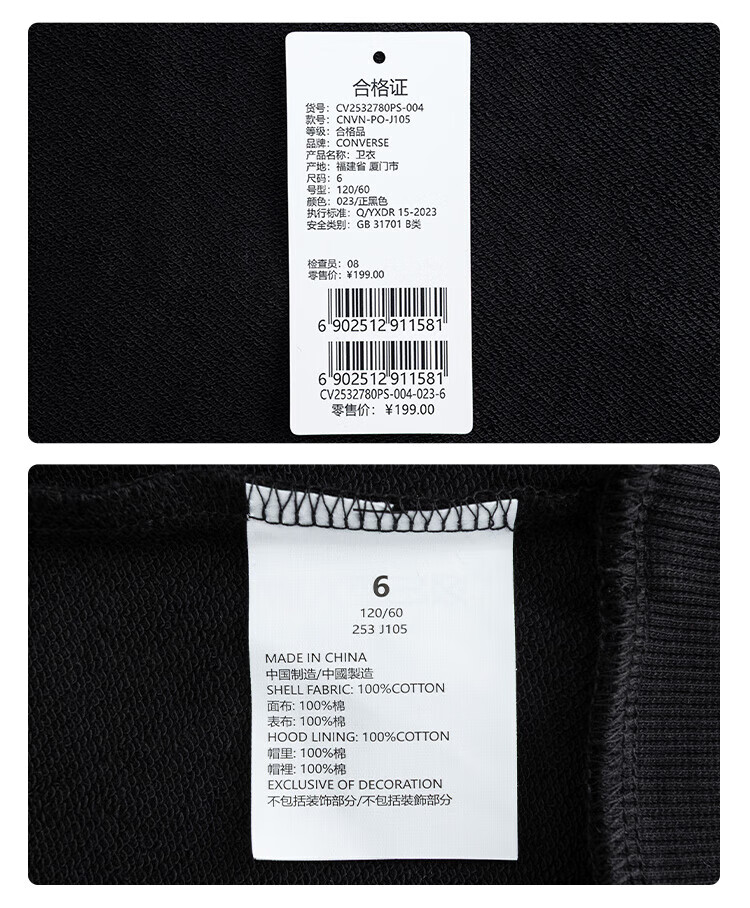 合格证
货号: CV2532780PS-004
款号: CNVN-PO-J105
等级: 合格品
品牌: CONVERSE
产品名称: 卫衣
产地: 福建省 厦门市
尺码: 6
号型: 120/60
颜色: 023/正黑色
执行标准: Q/YXDR 15-2023
安全类别: GB 31701 B类
检查员: 08
零售价: ¥199.00
6 902512 911581
6 902512 911581
CV2532780PS-004-023-6
零售价: ¥199.00
6
120/60
253 J105
MADE IN CHINA
中国制造/中國製造
SHELL FABRIC: 100%COTTON
面布: 100%棉
表布: 100%棉
HOOD LINING: 100%COTTON
帽里: 100%棉
帽裡: 100%棉
EXCLUSIVE OF DECORATION
不包括装饰部分/不包括裝飾部分